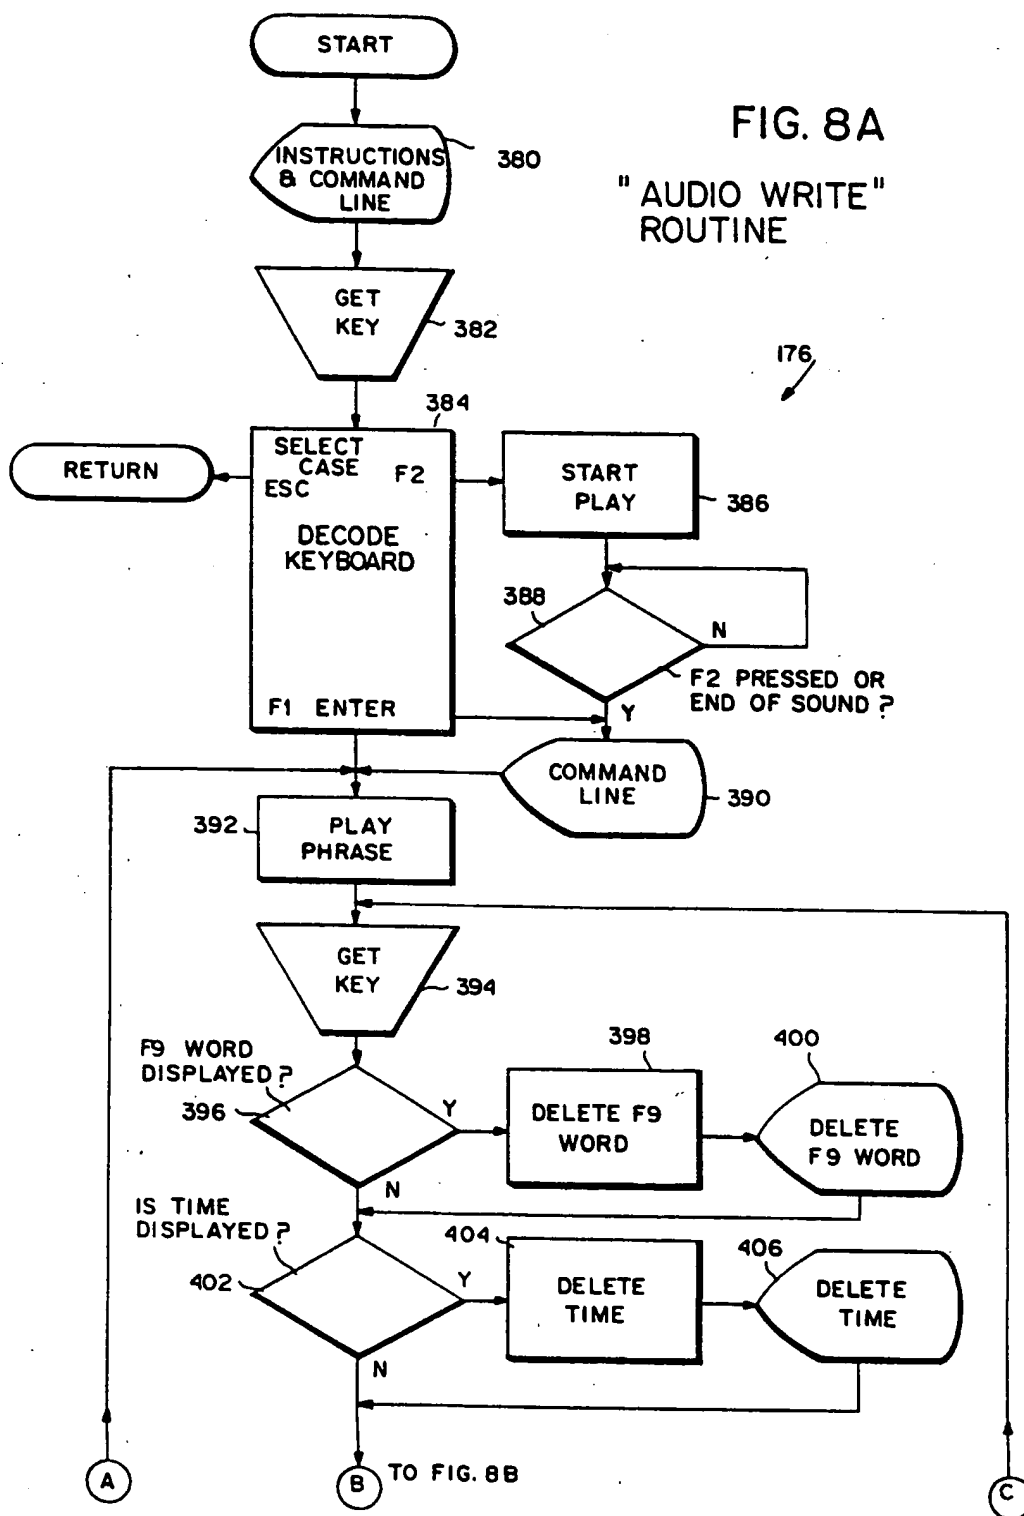 START
FIG. 8A
INSTRUCTIONS
& COMMAND
LINE
380
"AUDIO WRITE"
ROUTINE
GET
KEY
382
176
384
SELECT
CASE
ESC
F2
RETURN
START
PLAY
386
DECODE
KEYBOARD
388
N
F2 PRESSED OR
END OF SOUND?
Y
F1 ENTER
COMMAND
LINE
390
392
PLAY
PHRASE
GET
KEY
394
F9 WORD
DISPLAYED?
396
Y
N
398
DELETE F9
WORD
400
DELETE
F9 WORD
IS TIME
DISPLAYED?
402
Y
N
404
DELETE
TIME
406
DELETE
TIME
A
B
TO FIG. 8B
C